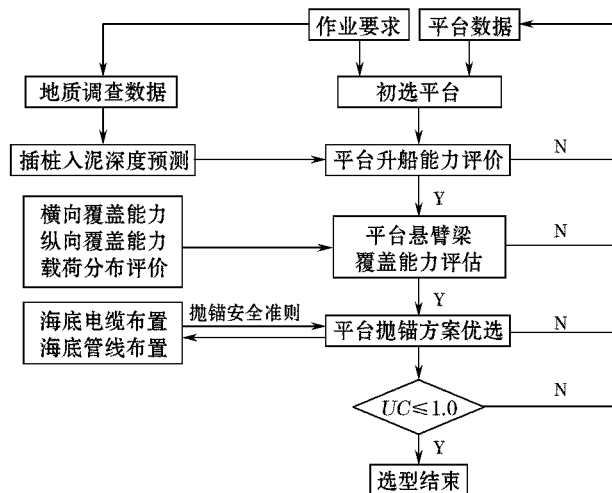 作业要求
平台数据
地质调查数据
初选平台
插桩入泥深度预测
平台升船能力评价
N
Y
横向覆盖能力
纵向覆盖能力
载荷分布评价
平台悬臂梁
覆盖能力评估
N
Y
海底电缆布置
海底管线布置
抛锚安全准则
平台抛锚方案优选
N
UC≤1.0
N
Y
选型结束